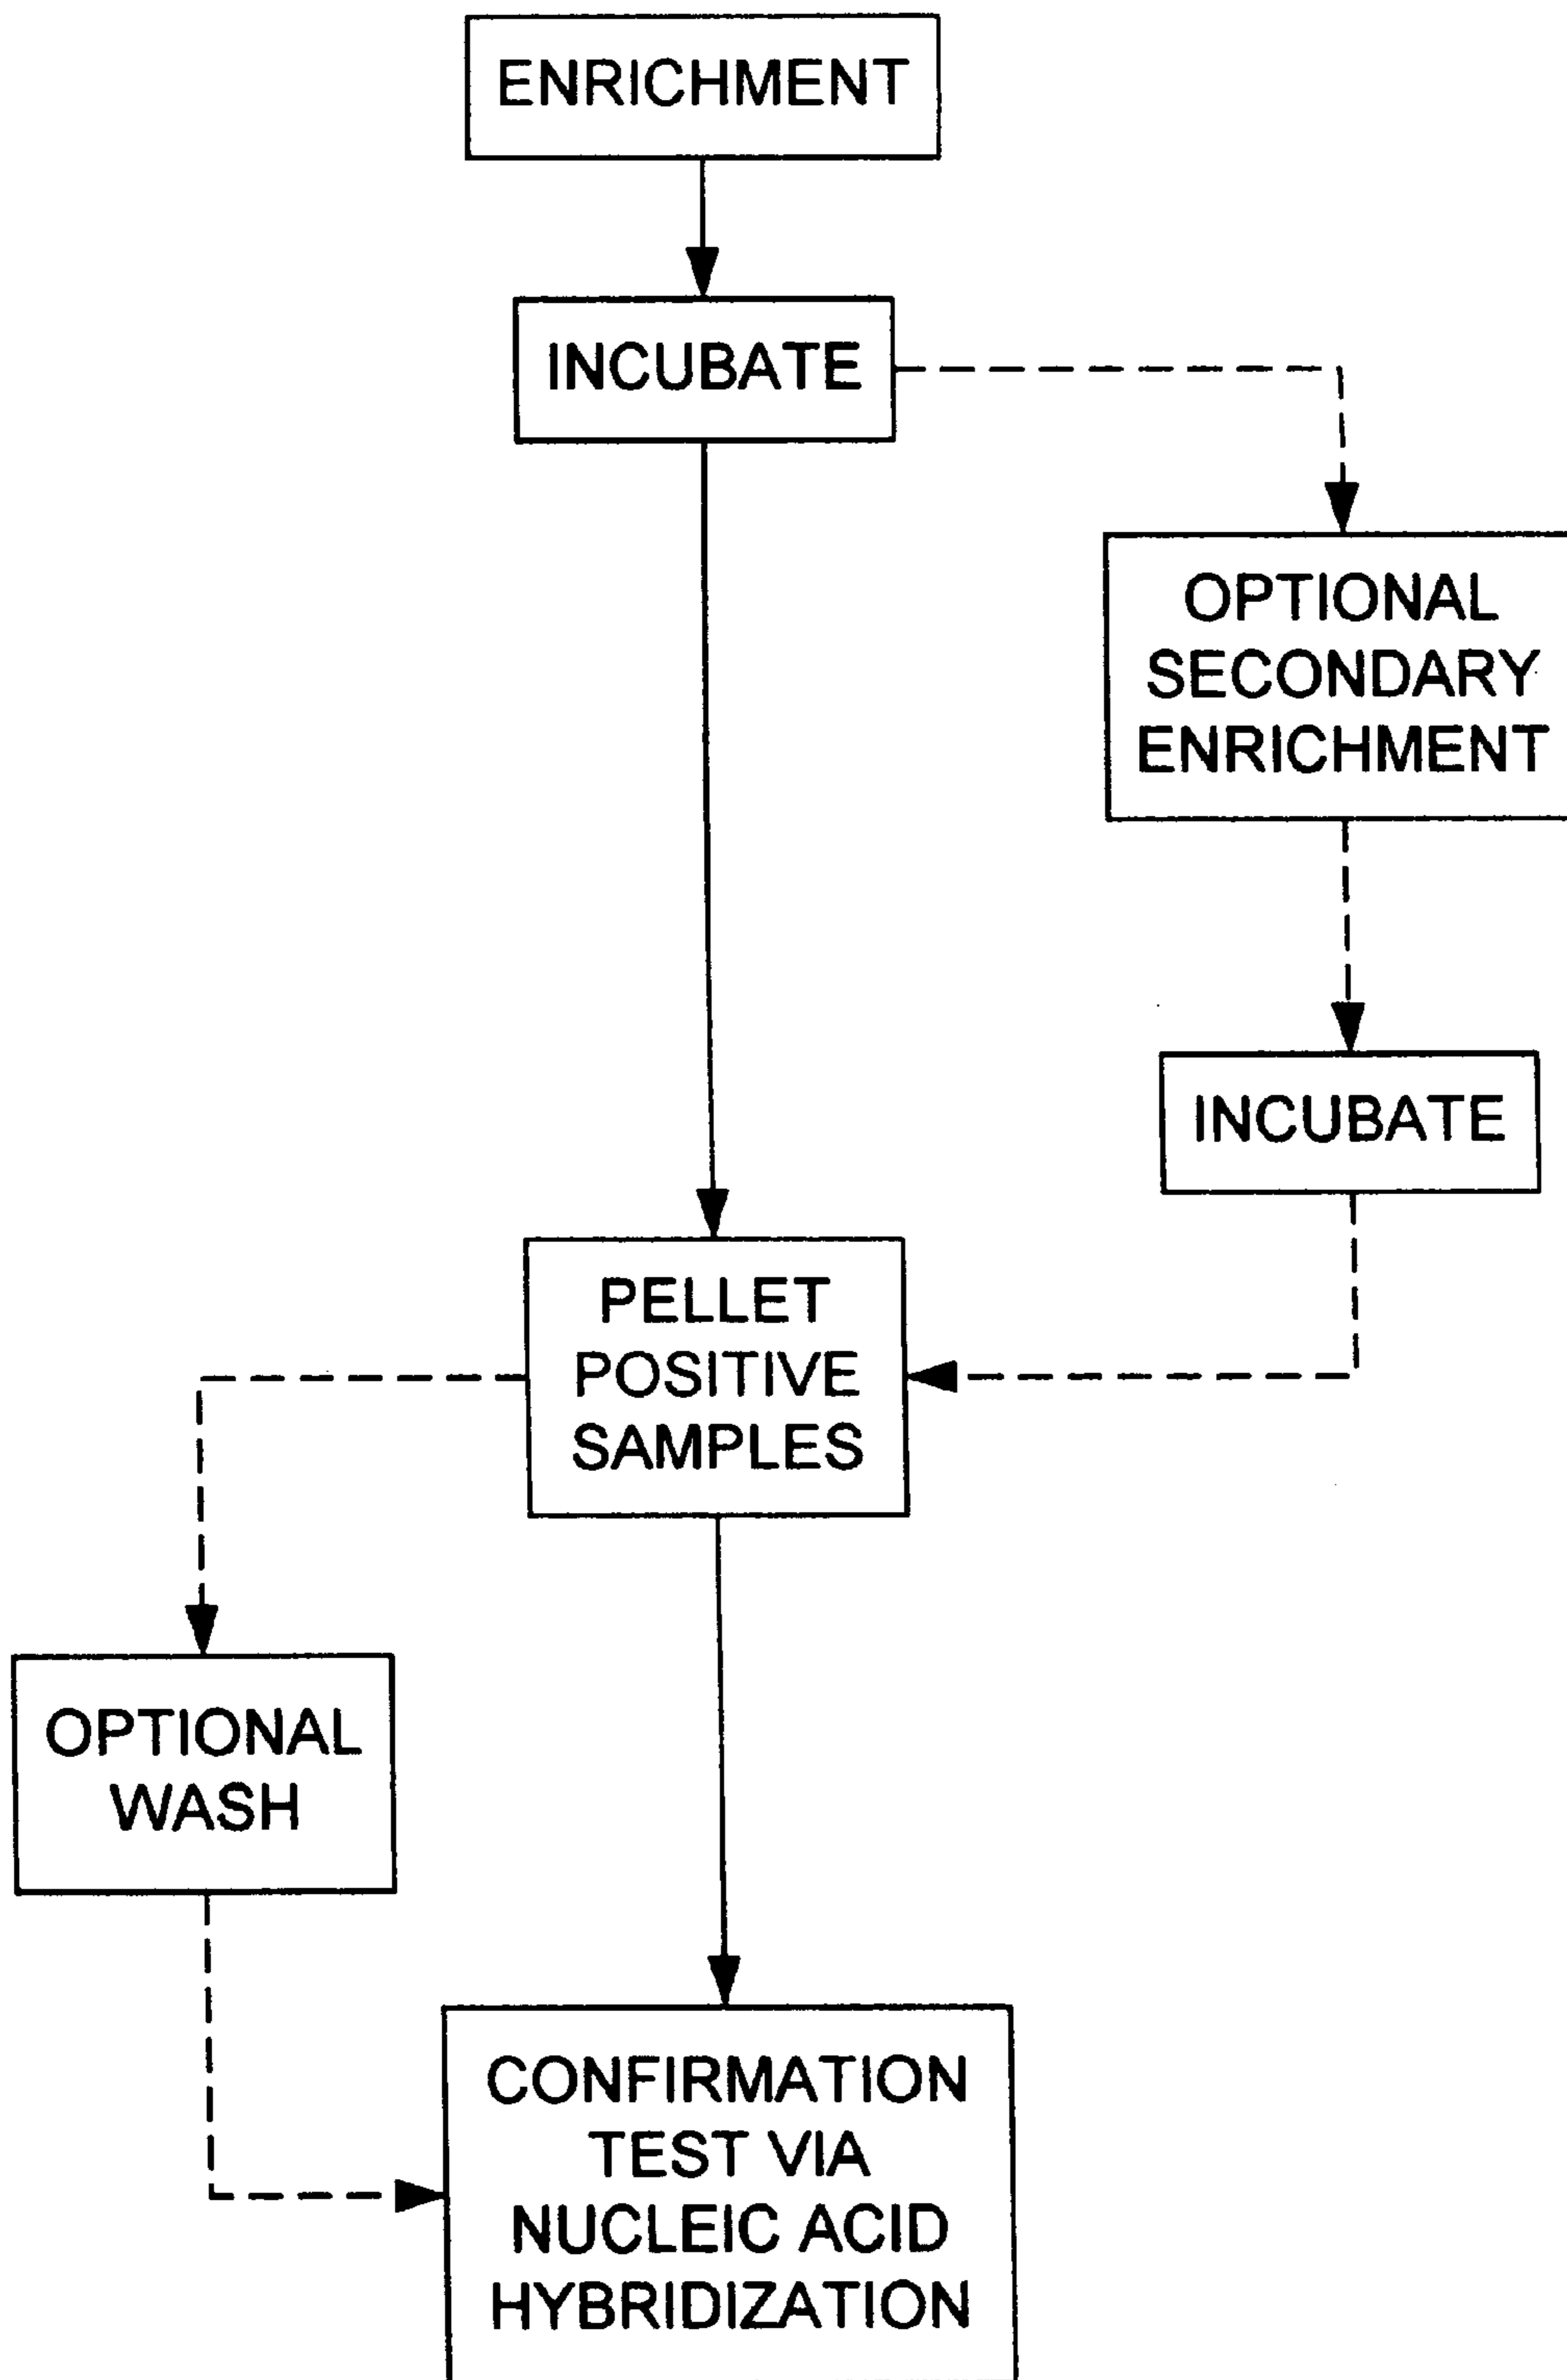 ENRICHMENT
INCUBATE
OPTIONAL
SECONDARY
ENRICHMENT
INCUBATE
PELLET
POSITIVE
SAMPLES
OPTIONAL
WASH
CONFIRMATION
TEST VIA
NUCLEIC ACID
HYBRIDIZATION